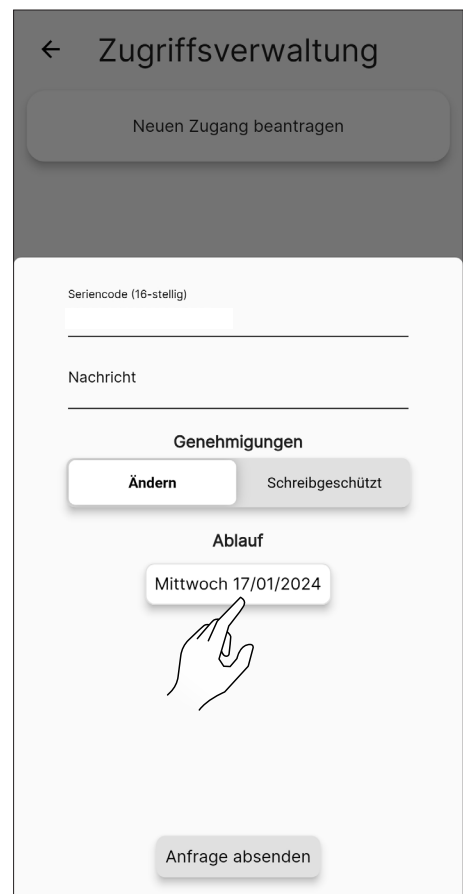 Zugriffsverwaltung
Neuen Zugang beantragen
Seriencode (16-stellig)
Nachricht
Genehmigungen
Ändern Schreibgeschützt
Ablauf
Mittwoch 17/01/2024
Anfrage absenden